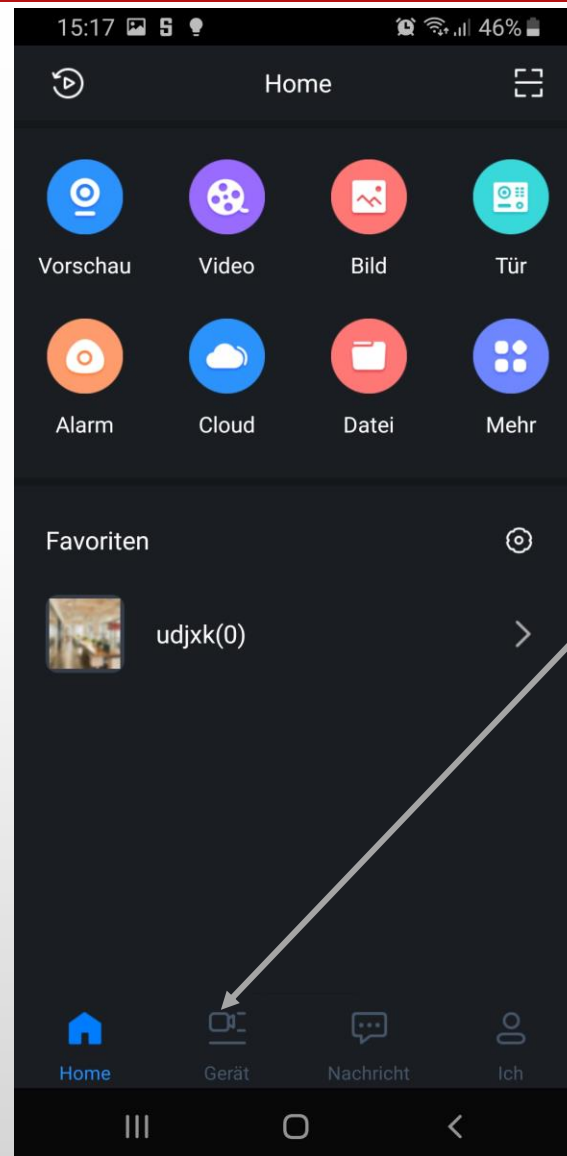 15:17 46%
Home
Vorschau Video Bild Tür
Alarm Cloud Datei Mehr
Favoriten
udjxk(0)
Home Gerät Nachricht Ich